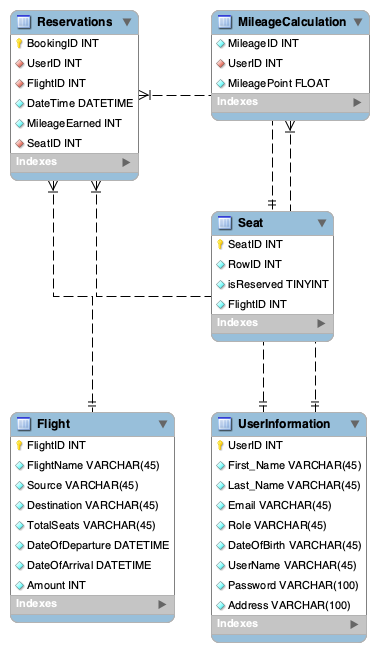 Reservations
BookingID INT
UserID INT
FlightID INT
DateTime DATETIME
MileageEarned INT
SeatID INT
Indexes
MileageCalculation
MileageID INT
UserID INT
MileagePoint FLOAT
Indexes
Seat
SeatID INT
RowID INT
isReserved TINYINT
FlightID INT
Indexes
Flight
FlightID INT
FlightName VARCHAR(45)
Source VARCHAR(45)
Destination VARCHAR(45)
TotalSeats VARCHAR(45)
DateOfDeparture DATETIME
DateOfArrival DATETIME
Amount INT
Indexes
UserInformation
UserID INT
First_Name VARCHAR(45)
Last_Name VARCHAR(45)
Email VARCHAR(45)
Role VARCHAR(45)
DateOfBirth VARCHAR(45)
UserName VARCHAR(45)
Password VARCHAR(100)
Address VARCHAR(100)
Indexes